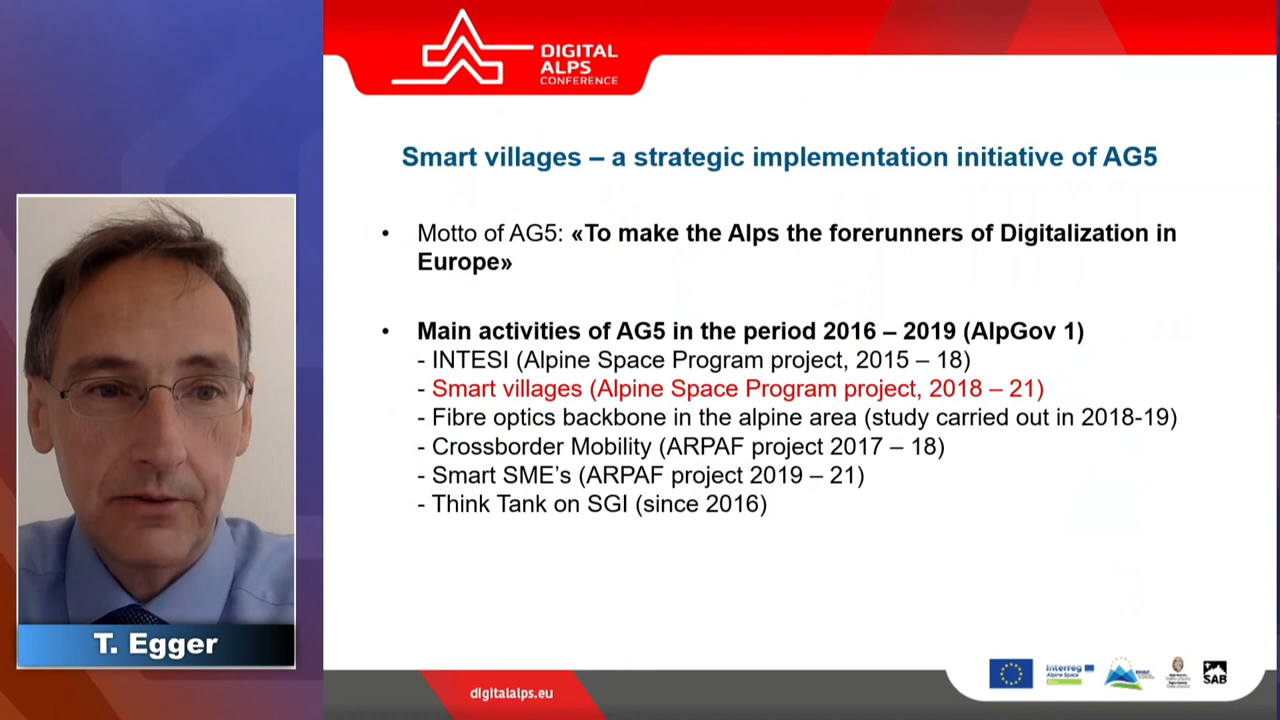 DIGITAL
ALPS
CONFERENCE
Smart villages – a strategic implementation initiative of AG5
• Motto of AG5: «To make the Alps the forerunners of Digitalization in
Europe»
• Main activities of AG5 in the period 2016 – 2019 (AlpGov 1)
- INTESI (Alpine Space Program project, 2015 – 18)
- Smart villages (Alpine Space Program project, 2018 – 21)
- Fibre optics backbone in the alpine area (study carried out in 2018-19)
- Crossborder Mobility (ARPAF project 2017 – 18)
- Smart SME’s (ARPAF project 2019 – 21)
- Think Tank on SGI (since 2016)
T. Egger
digitalalps.eu
Interreg
Alpine Space
SAB